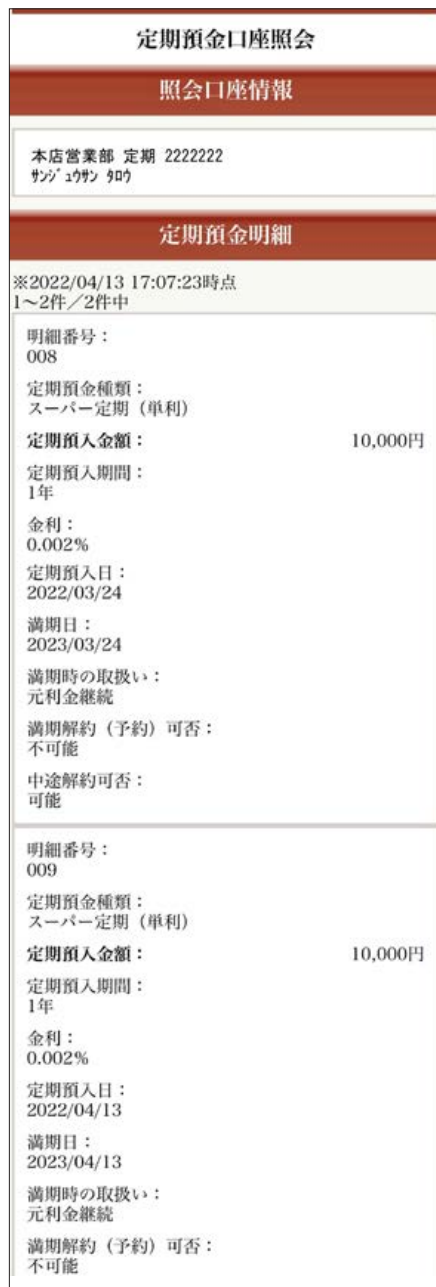 定期預金口座照会
照会口座情報
本店営業部 定期 2222222
ｻﾝｼﾞｭｳｻﾝ ﾀﾛｳ
定期預金明細
※2022/04/13 17:07:23時点
1～2件／2件中
明細番号：
008
定期預金種類：
スーパー定期（単利）
定期預入金額： 10,000円
定期預入期間：
1年
金利：
0.002%
定期預入日：
2022/03/24
満期日：
2023/03/24
満期時の取扱い：
元利金継続
満期解約（予約）可否：
不可能
中途解約可否：
可能
明細番号：
009
定期預金種類：
スーパー定期（単利）
定期預入金額： 10,000円
定期預入期間：
1年
金利：
0.002%
定期預入日：
2022/04/13
満期日：
2023/04/13
満期時の取扱い：
元利金継続
満期解約（予約）可否：
不可能